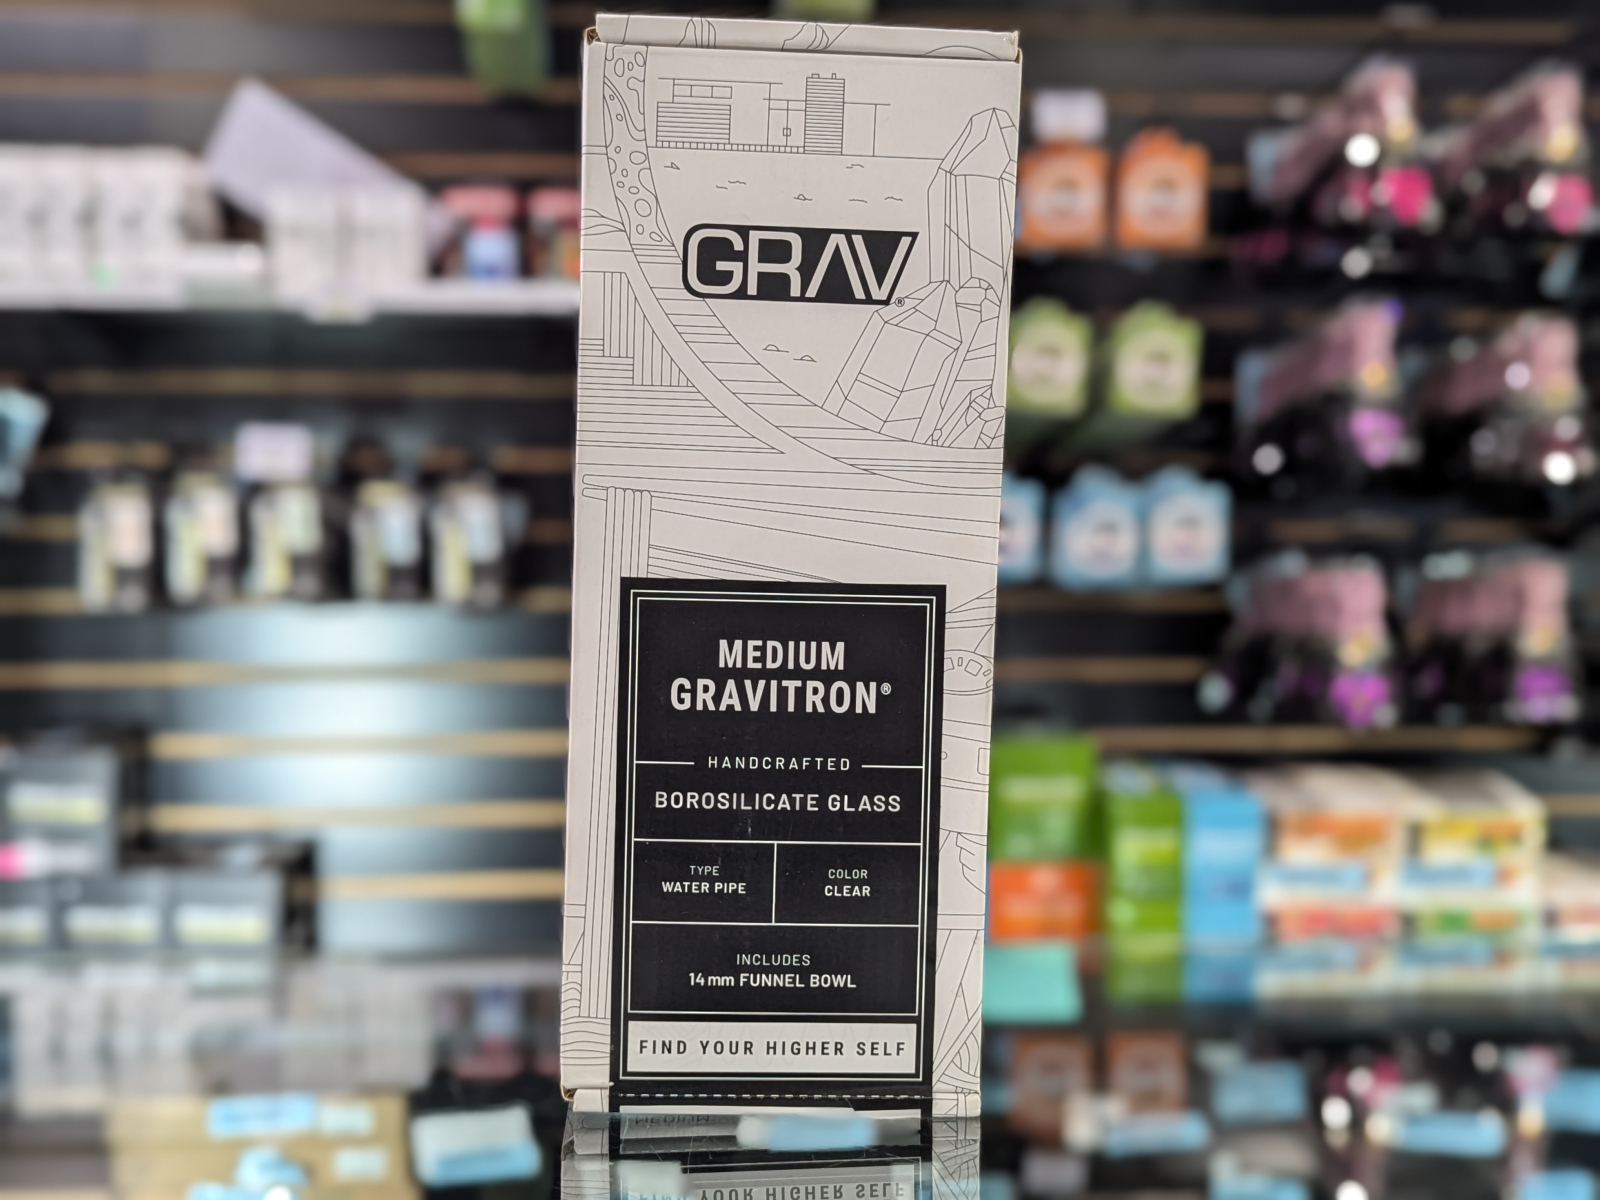 GRAV®
MEDIUM
GRAVITRON®
HANDCRAFTED
BOROSILICATE GLASS
TYPE
WATER PIPE
COLOR
CLEAR
INCLUDES
14mm FUNNEL BOWL
FIND YOUR HIGHER SELF